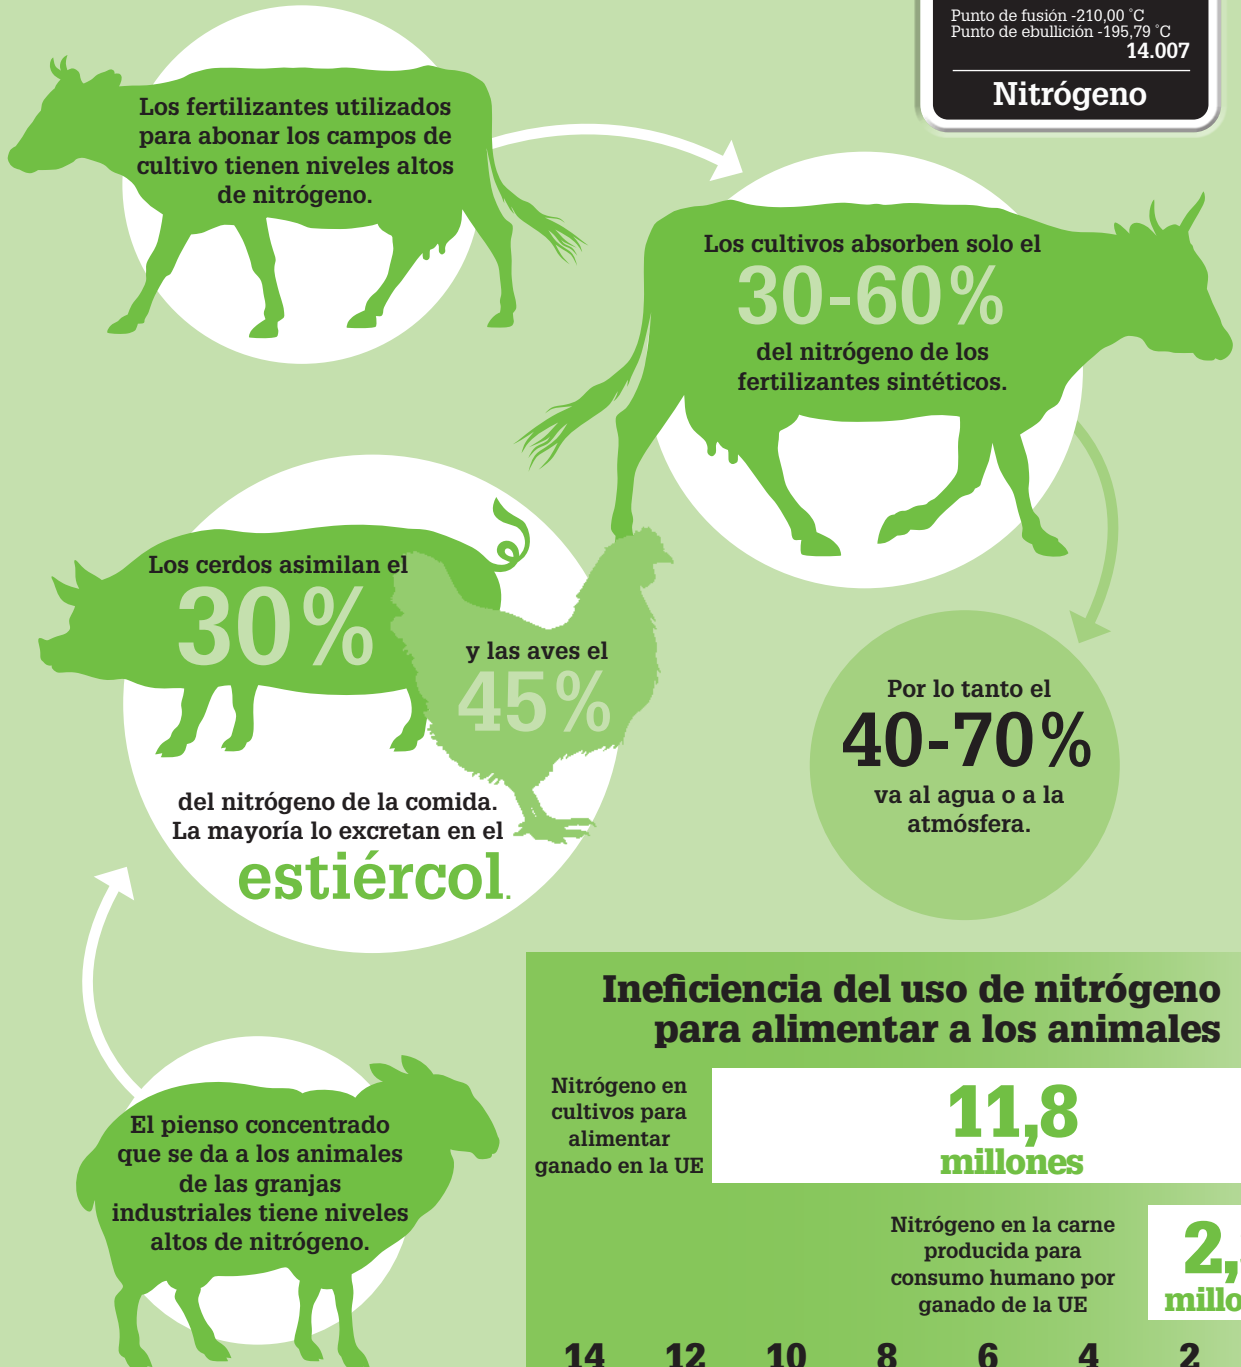 Punto de fusión -210,00 °C
Punto de ebullición -195,79 °C
14.007
Nitrógeno
Los fertilizantes utilizados
para abonar los campos de
cultivo tienen niveles altos
de nitrógeno.
Los cultivos absorben solo el
30-60%
del nitrógeno de los
fertilizantes sintéticos.
Por lo tanto el
40-70%
va al agua o a la
atmósfera.
Los cerdos asimilan el
30%
y las aves el
45%
del nitrógeno de la comida.
La mayoría lo excretan en el
estiércol.
El pienso concentrado
que se da a los animales
de las granjas
industriales tiene niveles
altos de nitrógeno.
Ineficiencia del uso de nitrógeno
para alimentar a los animales
Nitrógeno en
cultivos para
alimentar
ganado en la UE
11,8
millones
Nitrógeno en la carne
producida para
consumo humano por
ganado de la UE
2,
millo
14 12 10 8 6 4 2